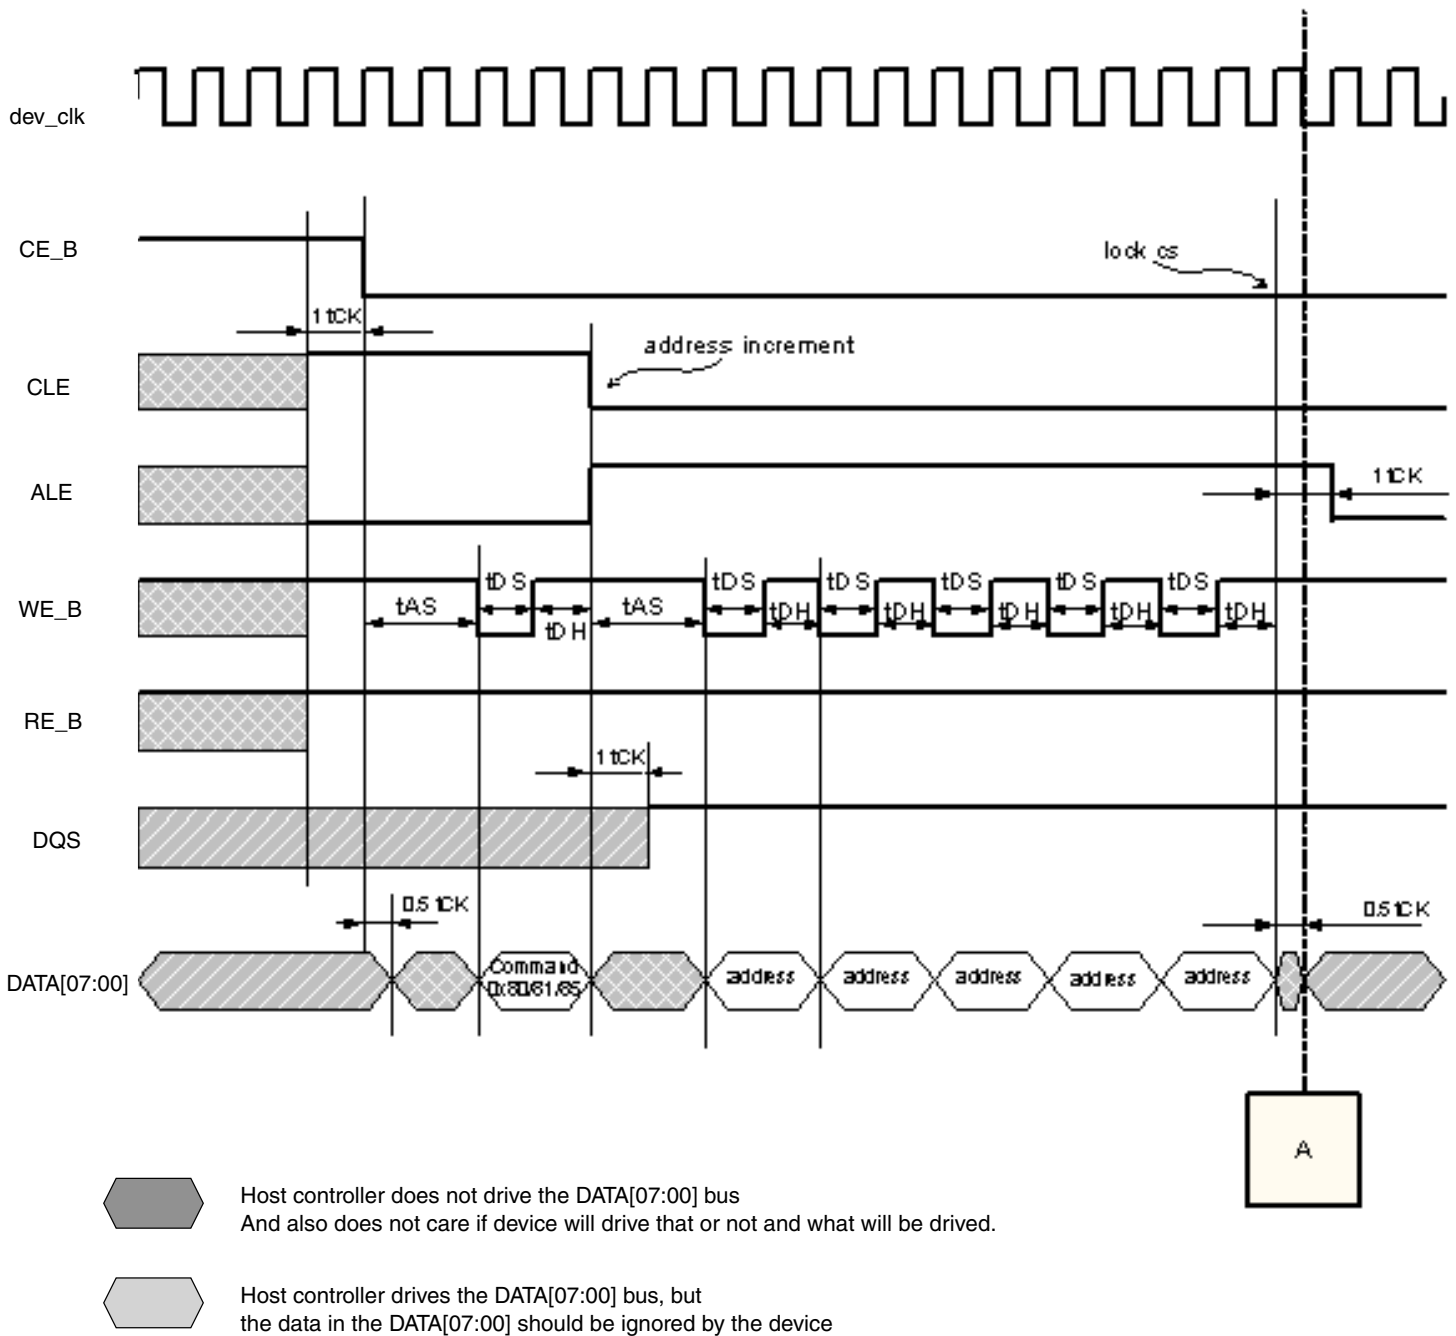 dev_clk
CE_B
lock cs
1 tCK
address increment
CLE
ALE
1 tCK
WE_B
tAS
tDS
tDH
tAS
tDS
tDH
tDS
tDH
tDS
tDH
tDS
tDH
tDS
tDH
RE_B
1 tCK
DQS
0.5 tCK
0.5 tCK
DATA[07:00]
Command
0x80/81/85
address
address
address
address
address
A
Host controller does not drive the DATA[07:00] bus
And also does not care if device will drive that or not and what will be drived.
Host controller drives the DATA[07:00] bus, but
the data in the DATA[07:00] should be ignored by the device